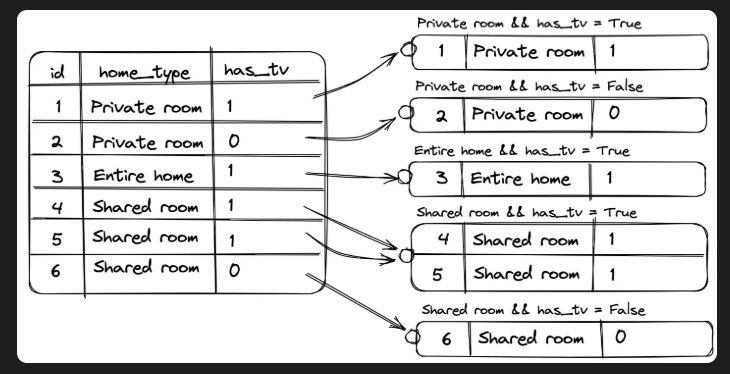 id home_type has_tv
1 Private room 1
2 Private room 0
3 Entire home 1
4 Shared room 1
5 Shared room 1
6 Shared room 0
Private room && has_tv = True
1 Private room 1
Private room && has_tv = False
2 Private room 0
Entire home && has_tv = True
3 Entire home 1
Shared room && has_tv = True
4 Shared room 1
5 Shared room 1
Shared room && has_tv = False
6 Shared room 0